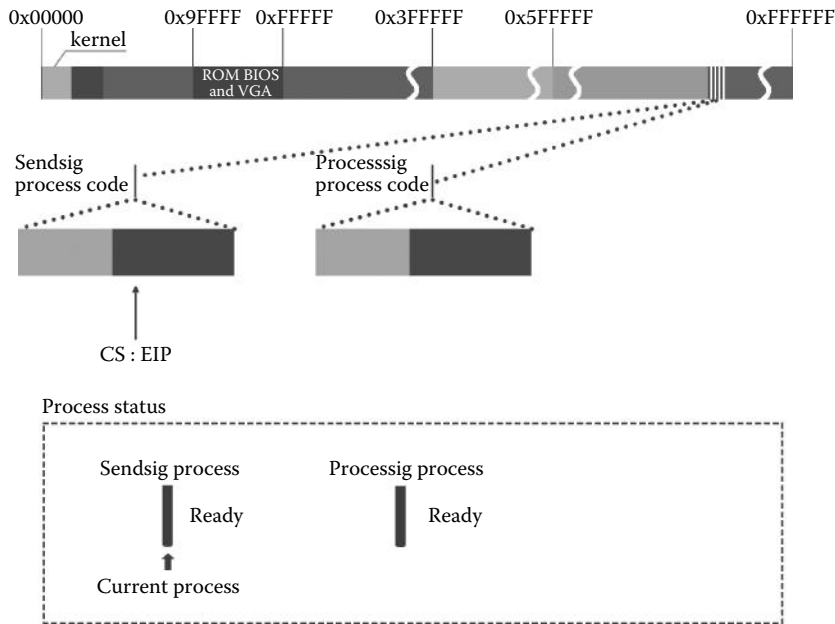 0x00000 0x9FFFF 0xFFFFF 0x3FFFFF 0x5FFFFF 0xFFFFFF
kernel
ROM BIOS
and VGA
Sendsig
process code
Processsig
process code
CS : EIP
Process status
Sendsig process
Processig process
Ready
Ready
Current process